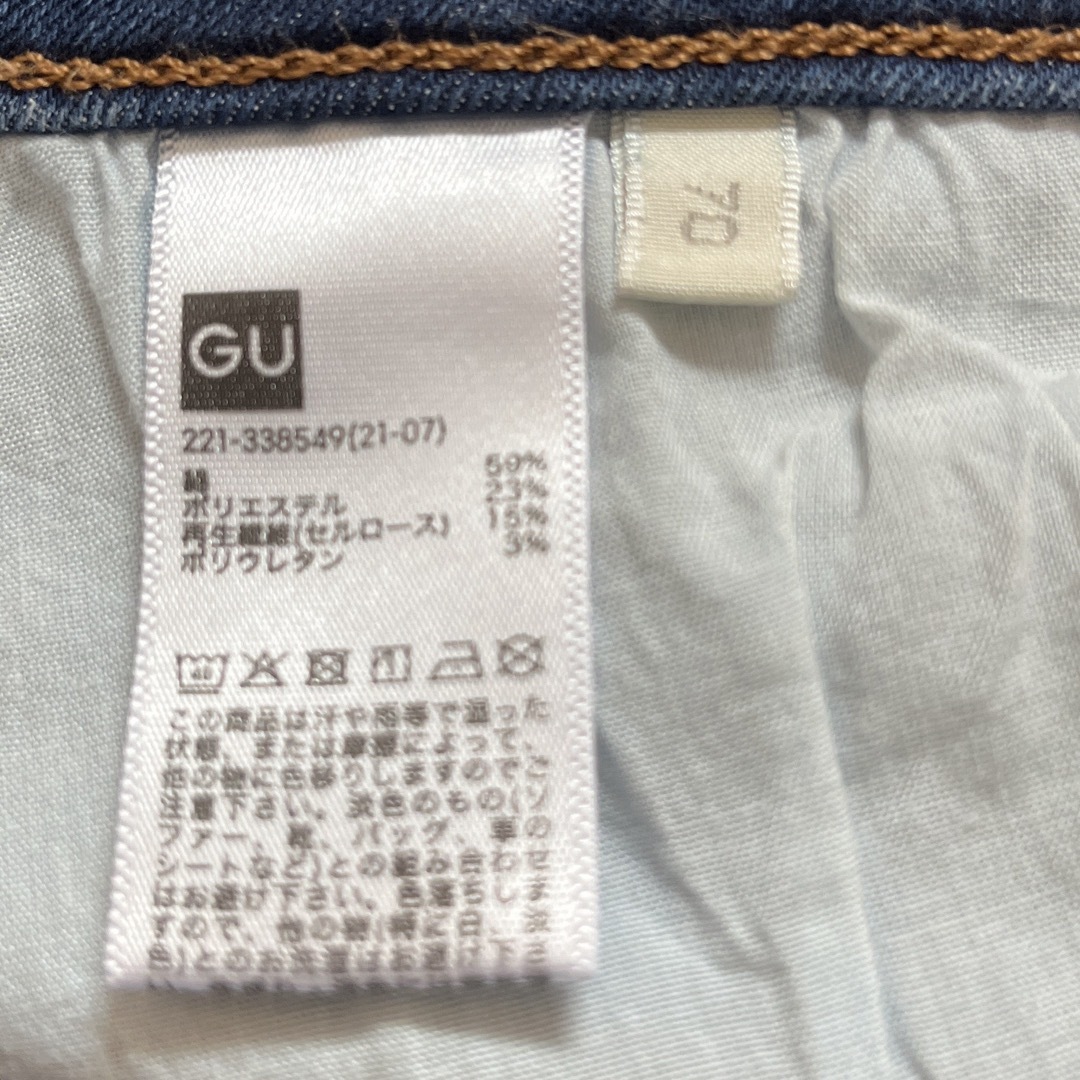 GU
221-338549(21-07)
綿 59%
ポリエステル 23%
再生繊維(セルロース) 15%
ポリウレタン 3%
40
この商品は汗や雨等で湿った
状態、または摩擦によって、
他の物に色移りしますのでご
注意下さい。淡色のもの(ソ
ファー、靴、バッグ、車の
シートなど)との組み合わせ
はお避け下さい。色落ちしま
すので、他の物(特に白
70